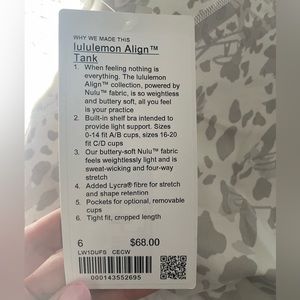 WHY WE MADE THIS
lululemon Align™
Tank
1. When feeling nothing is
everything. The lululemon
Align™ collection, powered by
Nulu™ fabric, is so weightless
and buttery soft, all you feel
is your practice
2. Built-in shelf bra intended to
provide light support. Sizes
0-14 fit A/B cups, sizes 16-20
fit C/D cups
3. Our buttery-soft Nulu™ fabric
feels weightlessly light and is
sweat-wicking and four-way
stretch
4. Added Lycra® fibre for stretch
and shape retention
5. Pockets for optional, removable
cups
6. Tight fit, cropped length
6 $68.00
LW1DUFS CECW
000143552695